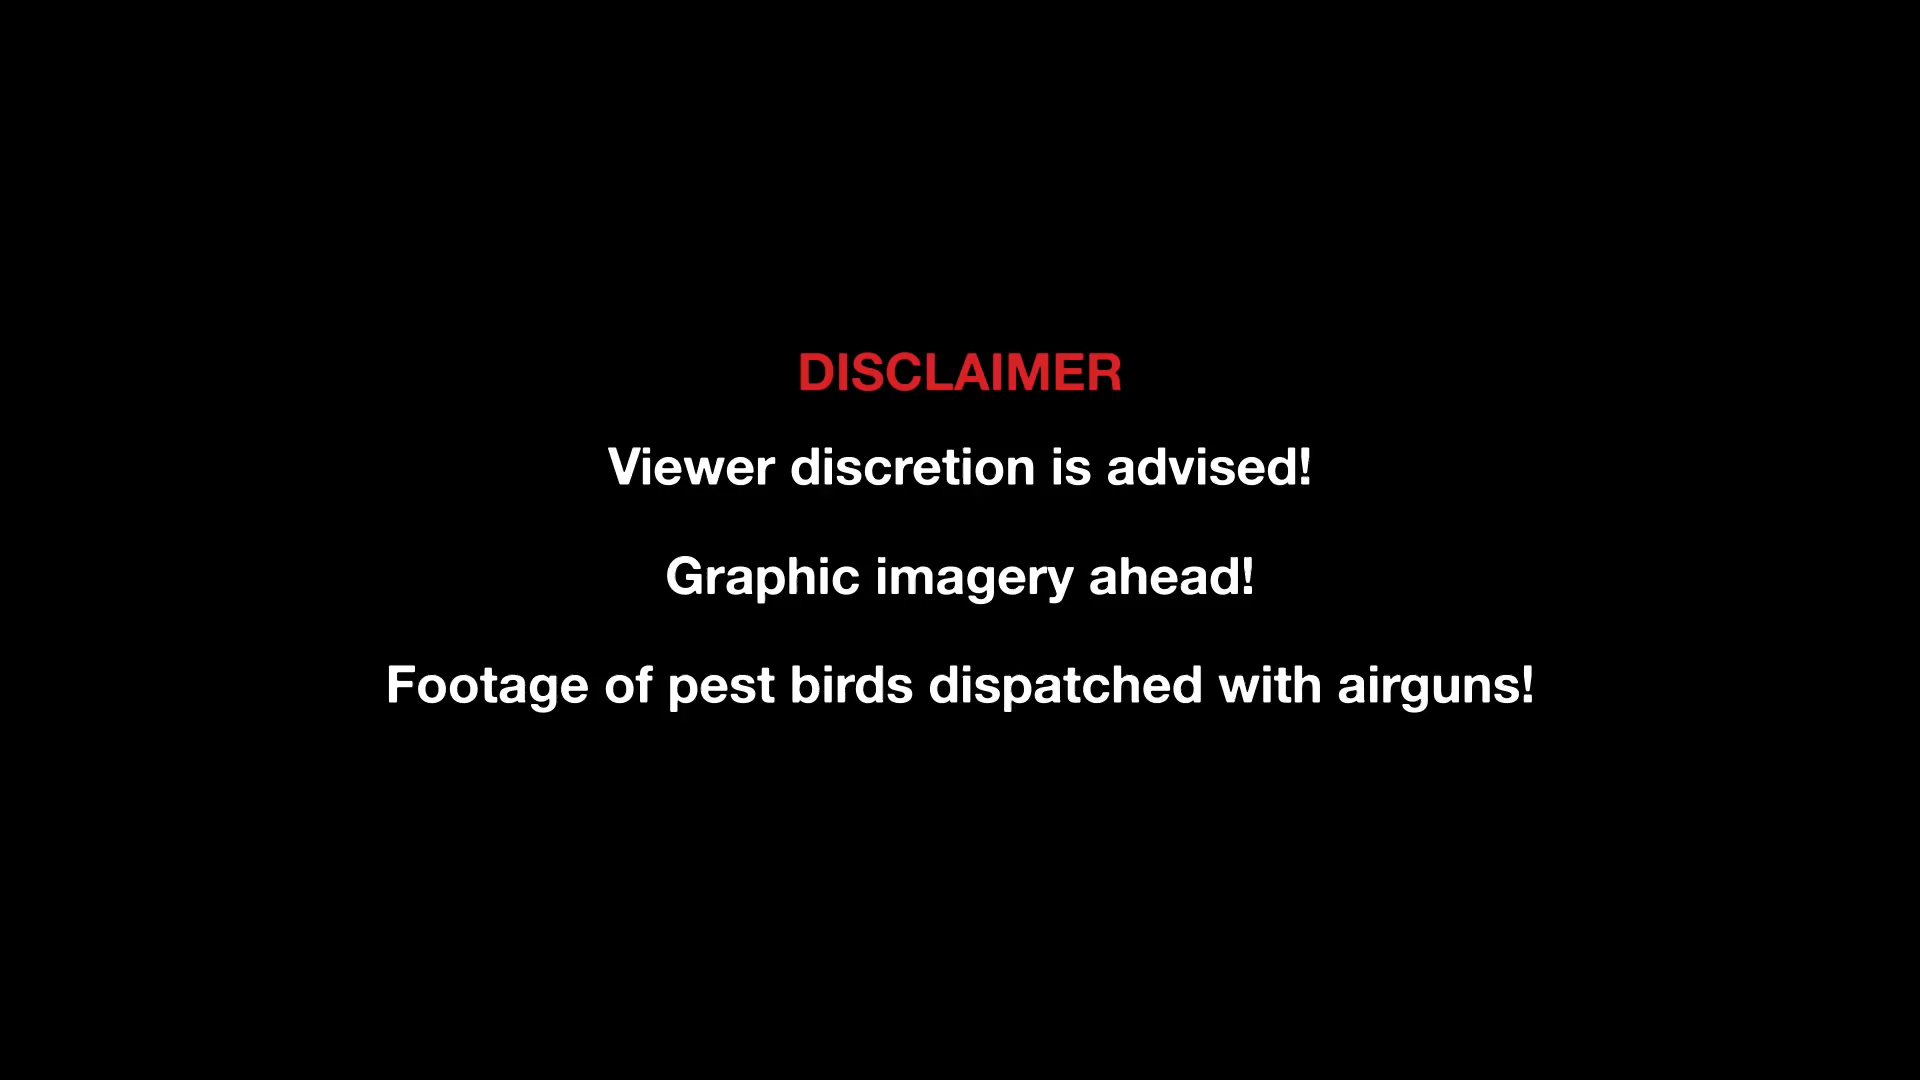 DISCLAIMER
Viewer discretion is advised!
Graphic imagery ahead!
Footage of pest birds dispatched with airguns!